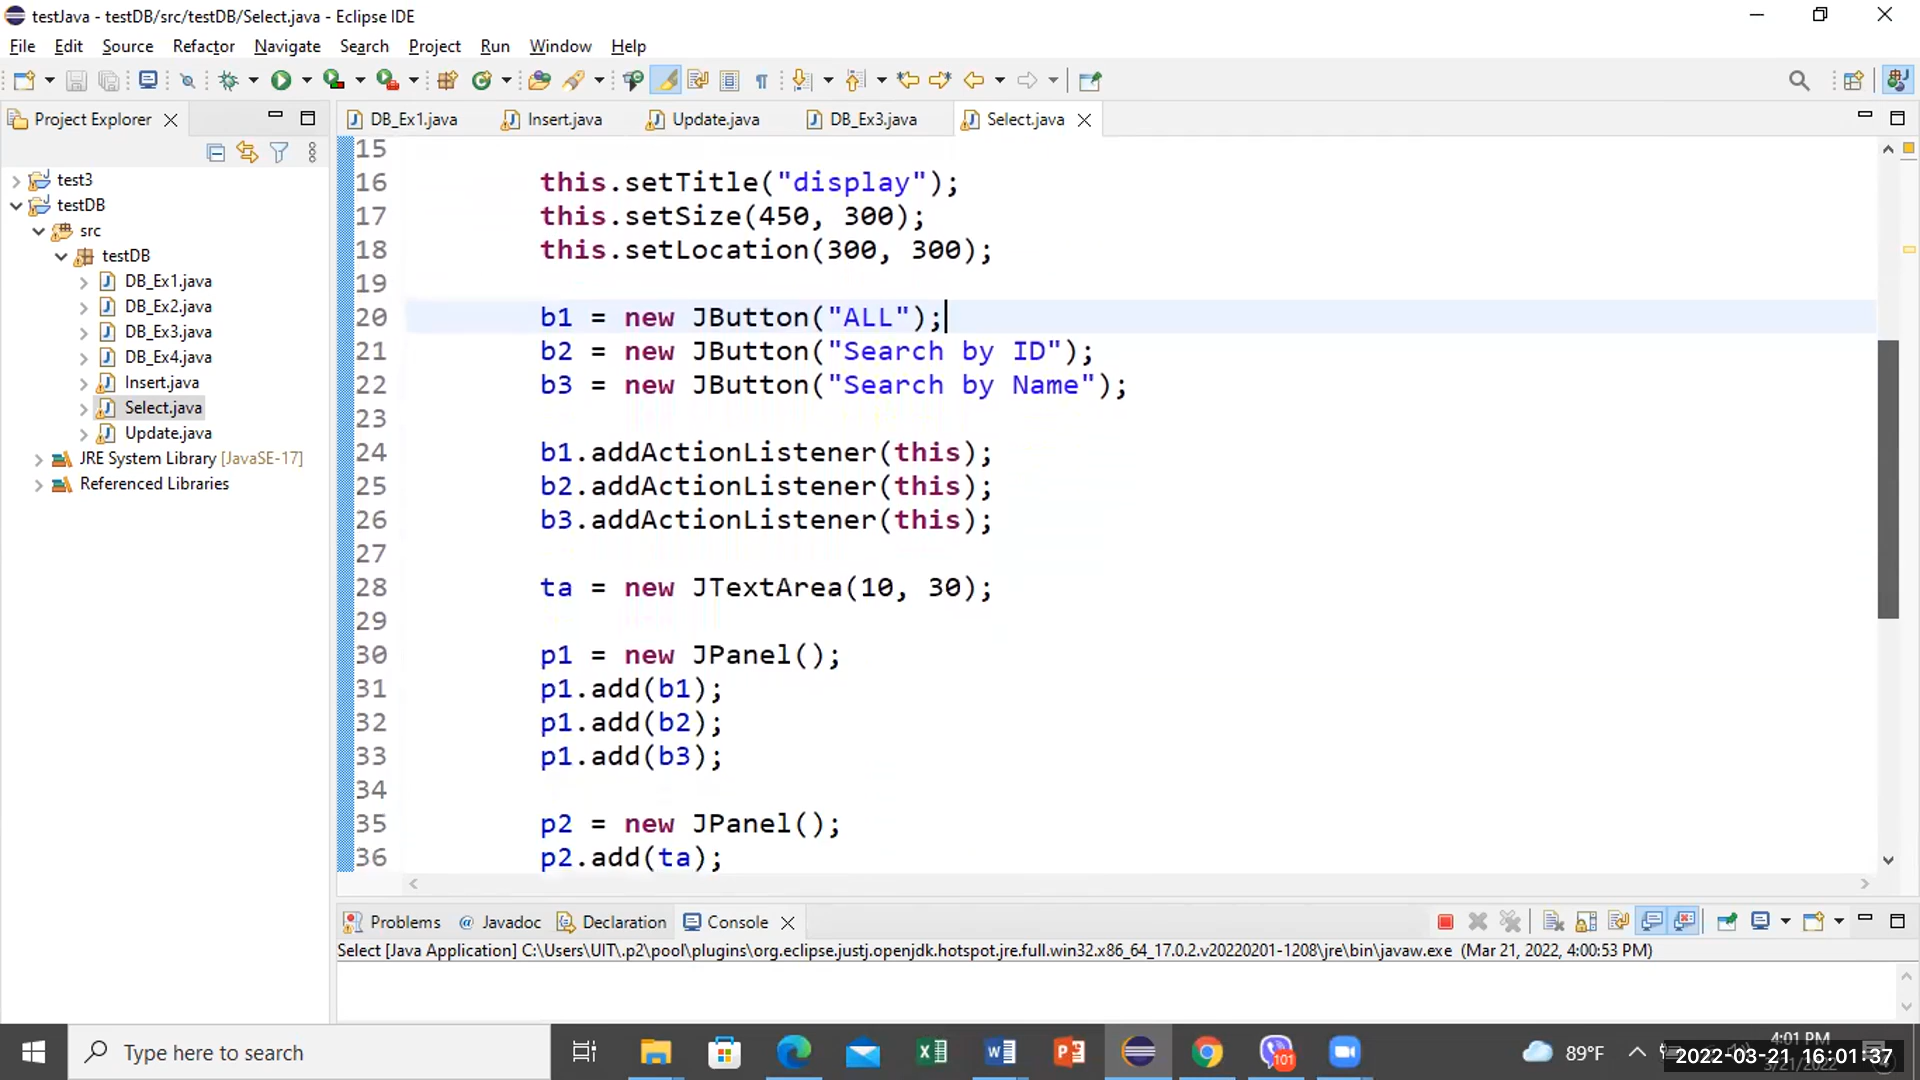 testJava - testDB/src/testDB/Select.java - Eclipse IDE
File Edit Source Refactor Navigate Search Project Run Window Help
Project Explorer
DB_Ex1.java Insert.java Update.java DB_Ex3.java Select.java
test3
testDB
src
testDB
DB_Ex1.java
DB_Ex2.java
DB_Ex3.java
DB_Ex4.java
Insert.java
Select.java
Update.java
JRE System Library [JavaSE-17]
Referenced Libraries
15
16 this.setTitle("display");
17 this.setSize(450, 300);
18 this.setLocation(300, 300);
19
20 b1 = new JButton("ALL");
21 b2 = new JButton("Search by ID");
22 b3 = new JButton("Search by Name");
23
24 b1.addActionListener(this);
25 b2.addActionListener(this);
26 b3.addActionListener(this);
27
28 ta = new JTextArea(10, 30);
29
30 p1 = new JPanel();
31 p1.add(b1);
32 p1.add(b2);
33 p1.add(b3);
34
35 p2 = new JPanel();
36 p2.add(ta);
Problems @ Javadoc Declaration Console
Select [Java Application] C:\Users\UIT\.p2\pool\plugins\org.eclipse.justj.openjdk.hotspot.jre.full.win32.x86_64_17.0.2.v20220201-1208\jre\bin\javaw.exe (Mar 21, 2022, 4:00:53 PM)
Type here to search
101
89°F
4:01 PM
3/21/2022
2022-03-21 16:01:37